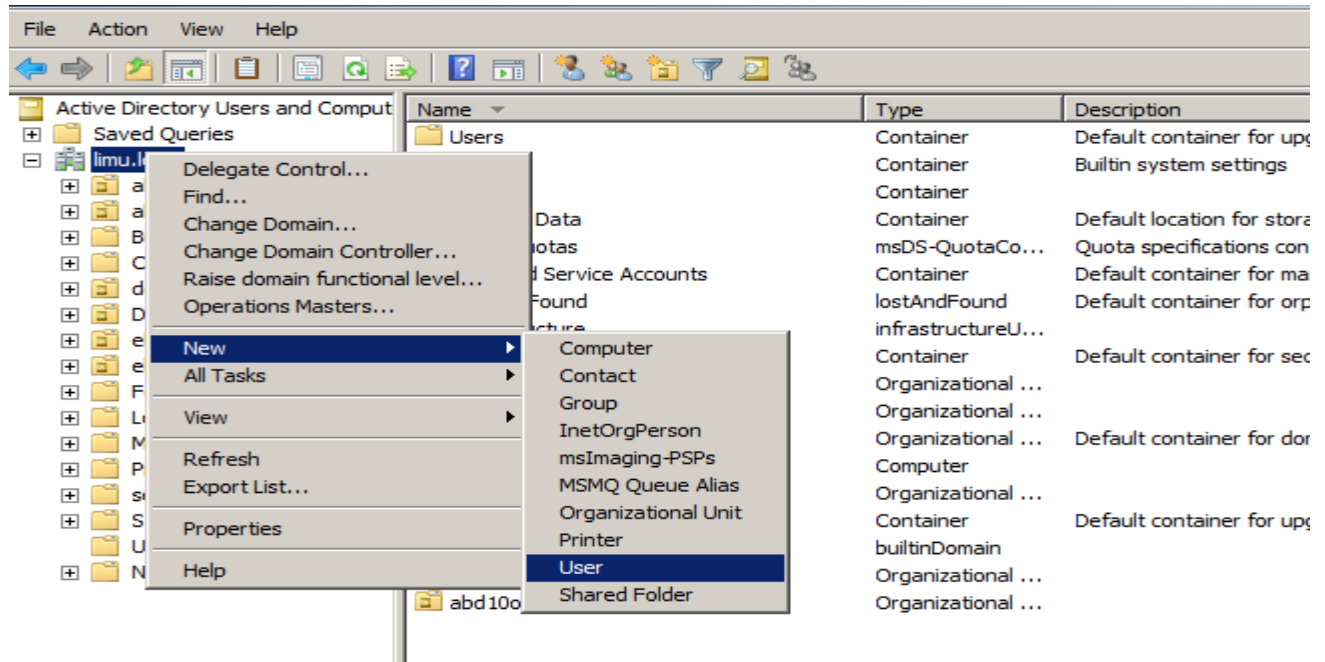 File Action View Help
Active Directory Users and Comput
Name Type Description
Saved Queries
Users Container Default container for upg
limu.l
Container Builtin system settings
Container
Data Container Default location for stora
uotas msDS-QuotaCo... Quota specifications con
d Service Accounts Container Default container for ma
Found lostAndFound Default container for orp
infrastructureU...
Container Default container for sec
Organizational ...
Organizational ...
Organizational ... Default container for dor
Computer
Organizational ...
Container Default container for upg
builtinDomain
Organizational ...
abd10o Organizational ...
a
a
B
C
d
D
e
e
F
L
M
P
s
S
U
N
Delegate Control...
Find...
Change Domain...
Change Domain Controller...
Raise domain functional level...
Operations Masters...
New
All Tasks
View
Refresh
Export List...
Properties
Help
Computer
Contact
Group
InetOrgPerson
msImaging-PSPs
MSMQ Queue Alias
Organizational Unit
Printer
User
Shared Folder